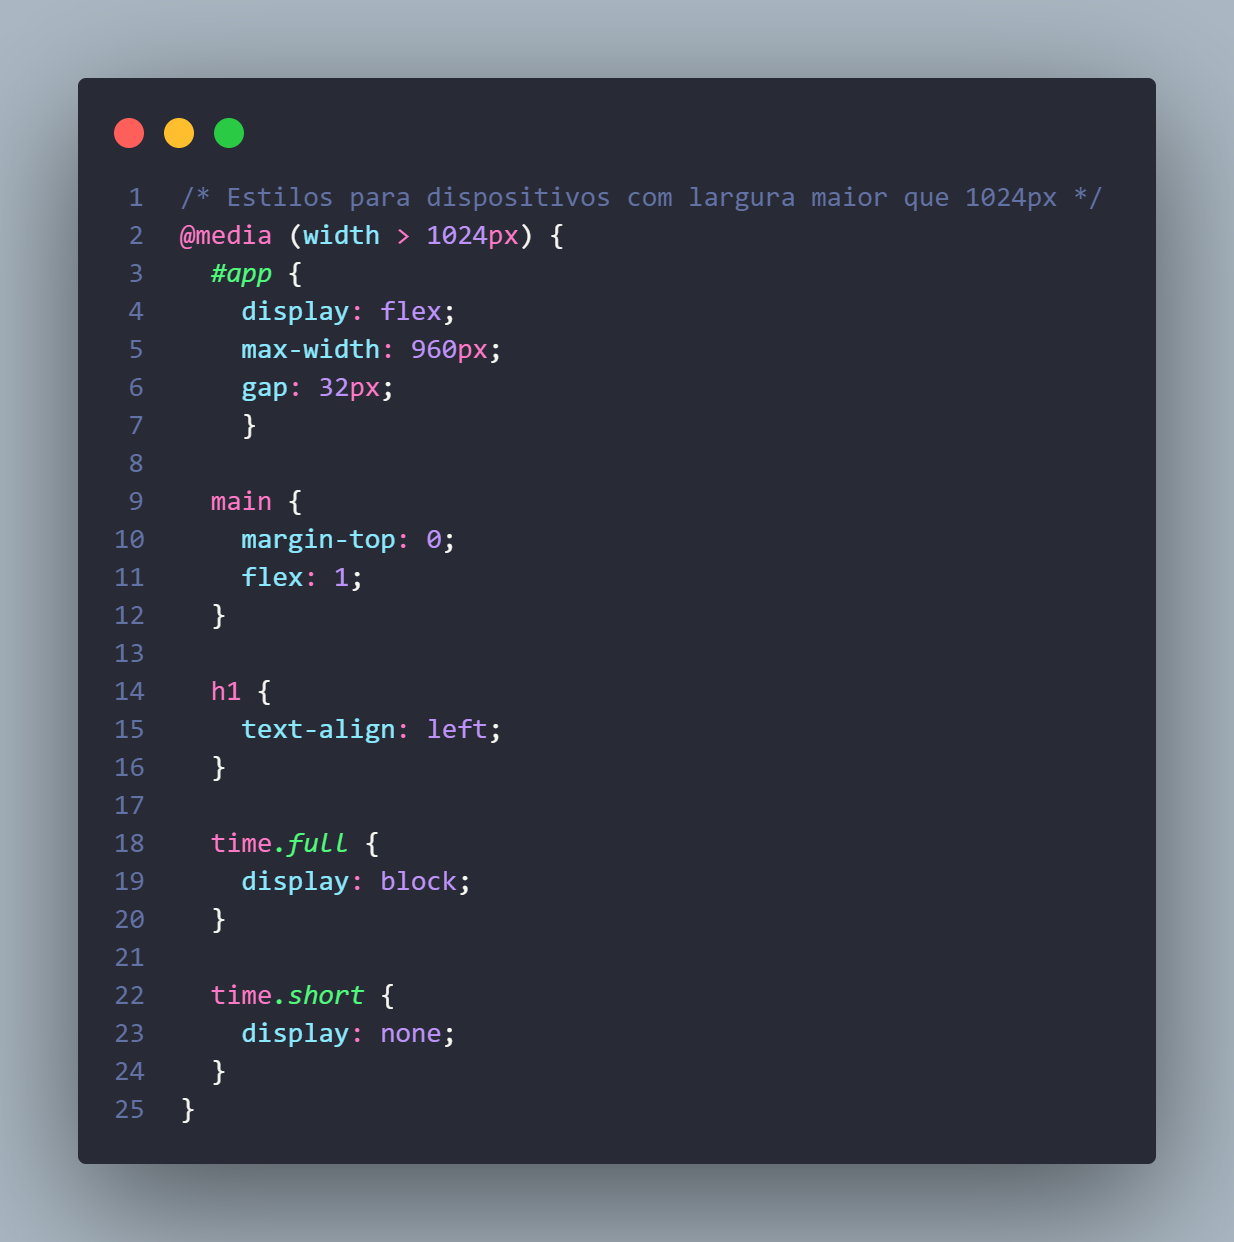 1 /* Estilos para dispositivos com largura maior que 1024px */
2 @media (width > 1024px) {
3   #app {
4     display: flex;
5     max-width: 960px;
6     gap: 32px;
7     }
8
9   main {
10     margin-top: 0;
11     flex: 1;
12   }
13
14   h1 {
15     text-align: left;
16   }
17
18   time.full {
19     display: block;
20   }
21
22   time.short {
23     display: none;
24   }
25 }